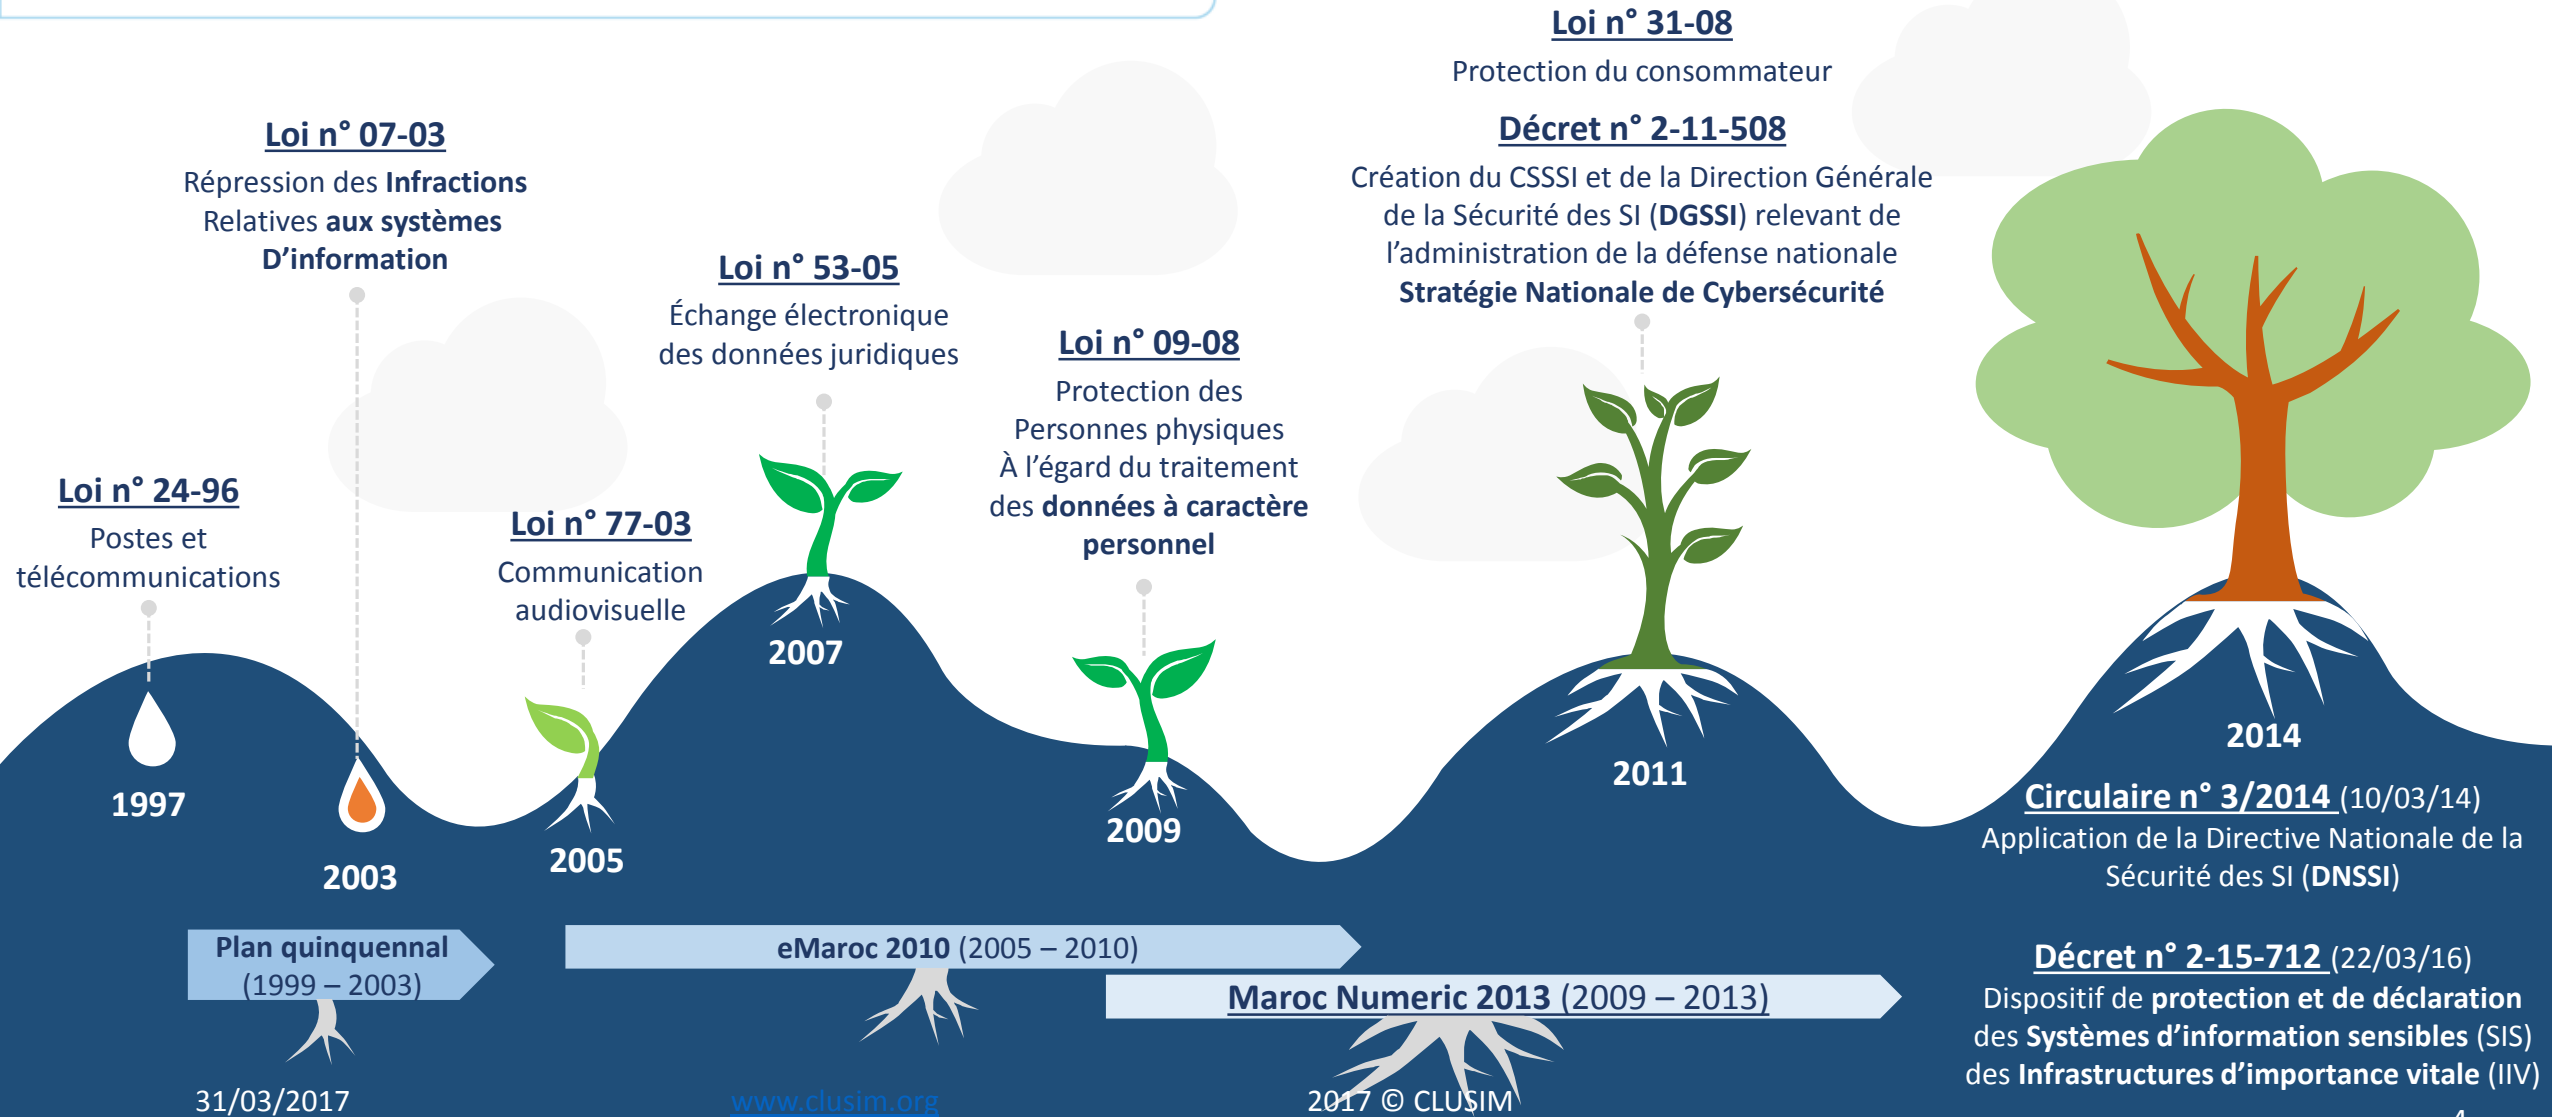 Loi n° 24-96
Postes et
télécommunications
1997
Loi n° 07-03
Répression des Infractions
Relatives aux systèmes
D'information
2003
Loi n° 77-03
Communication
audiovisuelle
2005
Loi n° 53-05
Échange électronique
des données juridiques
2007
Loi n° 09-08
Protection des
Personnes physiques
À l'égard du traitement
des données à caractère
personnel
2009
Loi n° 31-08
Protection du consommateur
Décret n° 2-11-508
Création du CSSSI et de la Direction Générale
de la Sécurité des SI (DGSSI) relevant de
l'administration de la défense nationale
Stratégie Nationale de Cybersécurité
2011
2014
Circulaire n° 3/2014 (10/03/14)
Application de la Directive Nationale de la
Sécurité des SI (DNSSI)
Décret n° 2-15-712 (22/03/16)
Dispositif de protection et de déclaration
des Systèmes d'information sensibles (SIS)
des Infrastructures d'importance vitale (IIV)
Plan quinquennal
(1999 – 2003)
eMaroc 2010 (2005 – 2010)
Maroc Numeric 2013 (2009 – 2013)
31/03/2017
www.clusim.org
2017 © CLUSIM
4